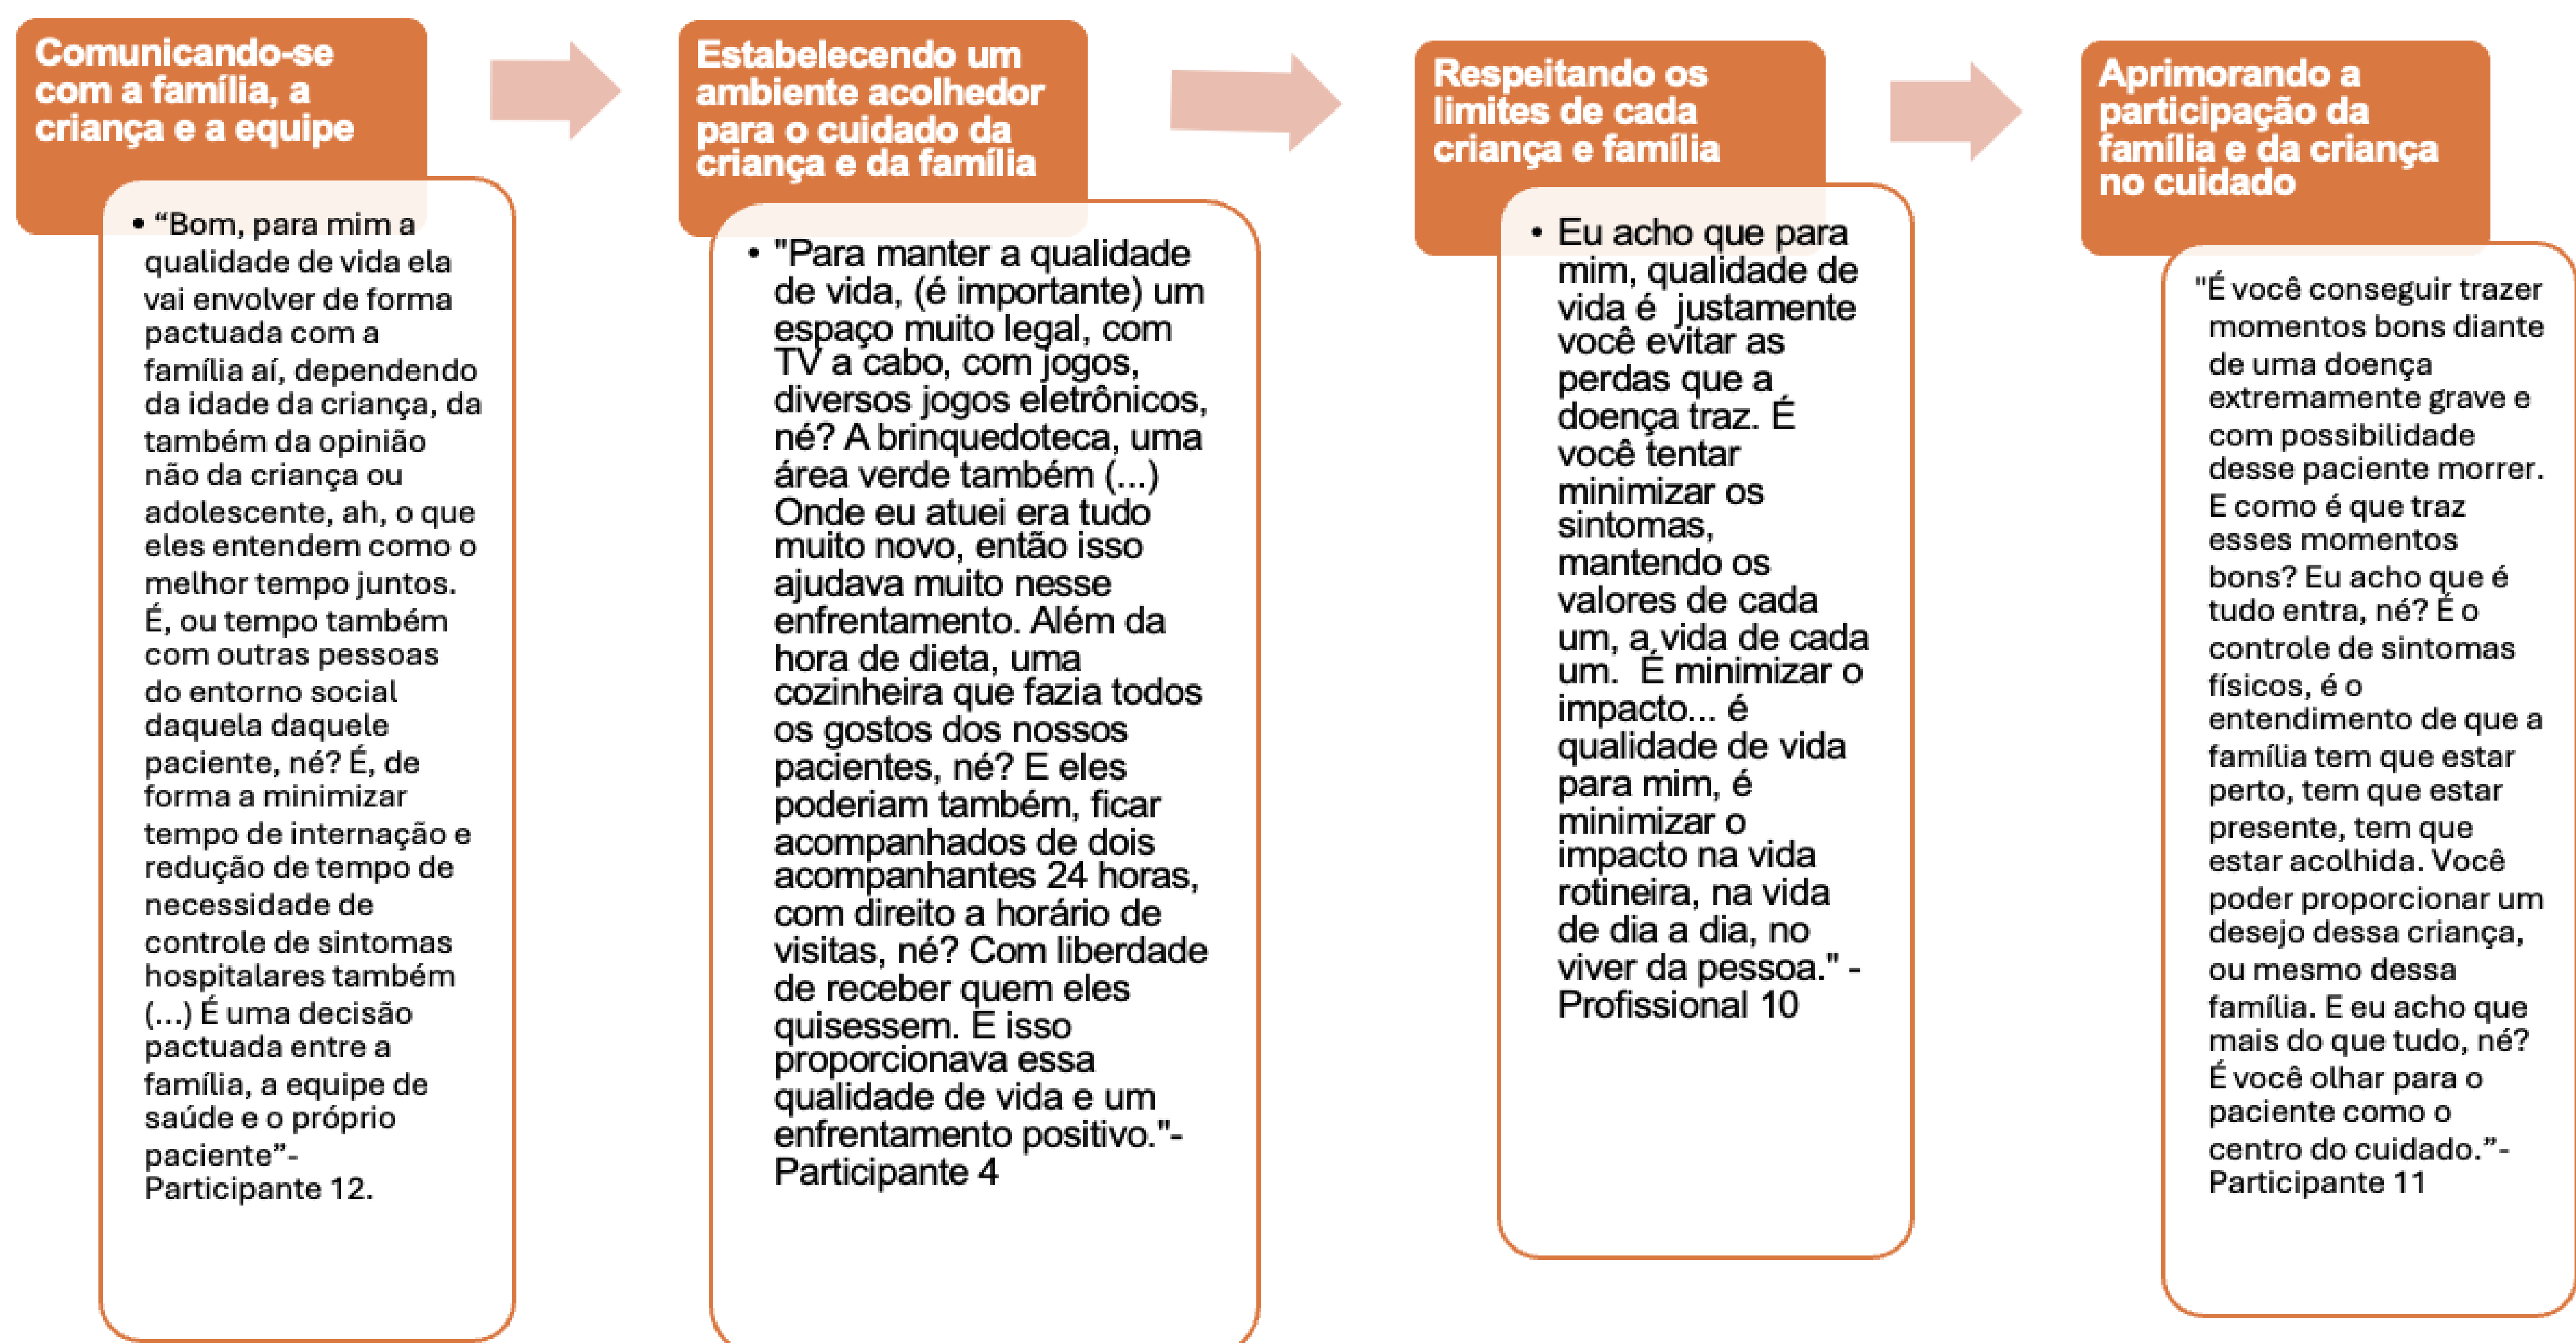 Comunicando-se
com a família, a
criança e a equipe
• “Bom, para mim a
qualidade de vida ela
vai envolver de forma
pactuada com a
família aí, dependendo
da idade da criança, da
também da opinião
não da criança ou
adolescente, ah, o que
eles entendem como o
melhor tempo juntos.
É, ou tempo também
com outras pessoas
do entorno social
daquela daquele
paciente, né? É, de
forma a minimizar
tempo de internação e
redução de tempo de
necessidade de
controle de sintomas
hospitalares também
(...) É uma decisão
pactuada entre a
família, a equipe de
saúde e o próprio
paciente”-
Participante 12.
Estabelecendo um
ambiente acolhedor
para o cuidado da
criança e da família
• "Para manter a qualidade
de vida, (é importante) um
espaço muito legal, com
TV a cabo, com jogos,
diversos jogos eletrônicos,
né? A brinquedoteca, uma
área verde também (...)
Onde eu atuei era tudo
muito novo, então isso
ajudava muito nesse
enfrentamento. Além da
hora de dieta, uma
cozinheira que fazia todos
os gostos dos nossos
pacientes, né? E eles
poderiam também, ficar
acompanhados de dois
acompanhantes 24 horas,
com direito a horário de
visitas, né? Com liberdade
de receber quem eles
quisessem. E isso
proporcionava essa
qualidade de vida e um
enfrentamento positivo."-
Participante 4
Respeitando os
limites de cada
criança e família
• Eu acho que para
mim, qualidade de
vida é  justamente
você evitar as
perdas que a
doença traz. É
você tentar
minimizar os
sintomas,
mantendo os
valores de cada
um, a vida de cada
um.  É minimizar o
impacto... é
qualidade de vida
para mim, é
minimizar o
impacto na vida
rotineira, na vida
de dia a dia, no
viver da pessoa." -
Profissional 10
Aprimorando a
participação da
família e da criança
no cuidado
"É você conseguir trazer
momentos bons diante
de uma doença
extremamente grave e
com possibilidade
desse paciente morrer.
E como é que traz
esses momentos
bons? Eu acho que é
tudo entra, né? É o
controle de sintomas
físicos, é o
entendimento de que a
família tem que estar
perto, tem que estar
presente, tem que
estar acolhida. Você
poder proporcionar um
desejo dessa criança,
ou mesmo dessa
família. E eu acho que
mais do que tudo, né?
É você olhar para o
paciente como o
centro do cuidado.”-
Participante 11